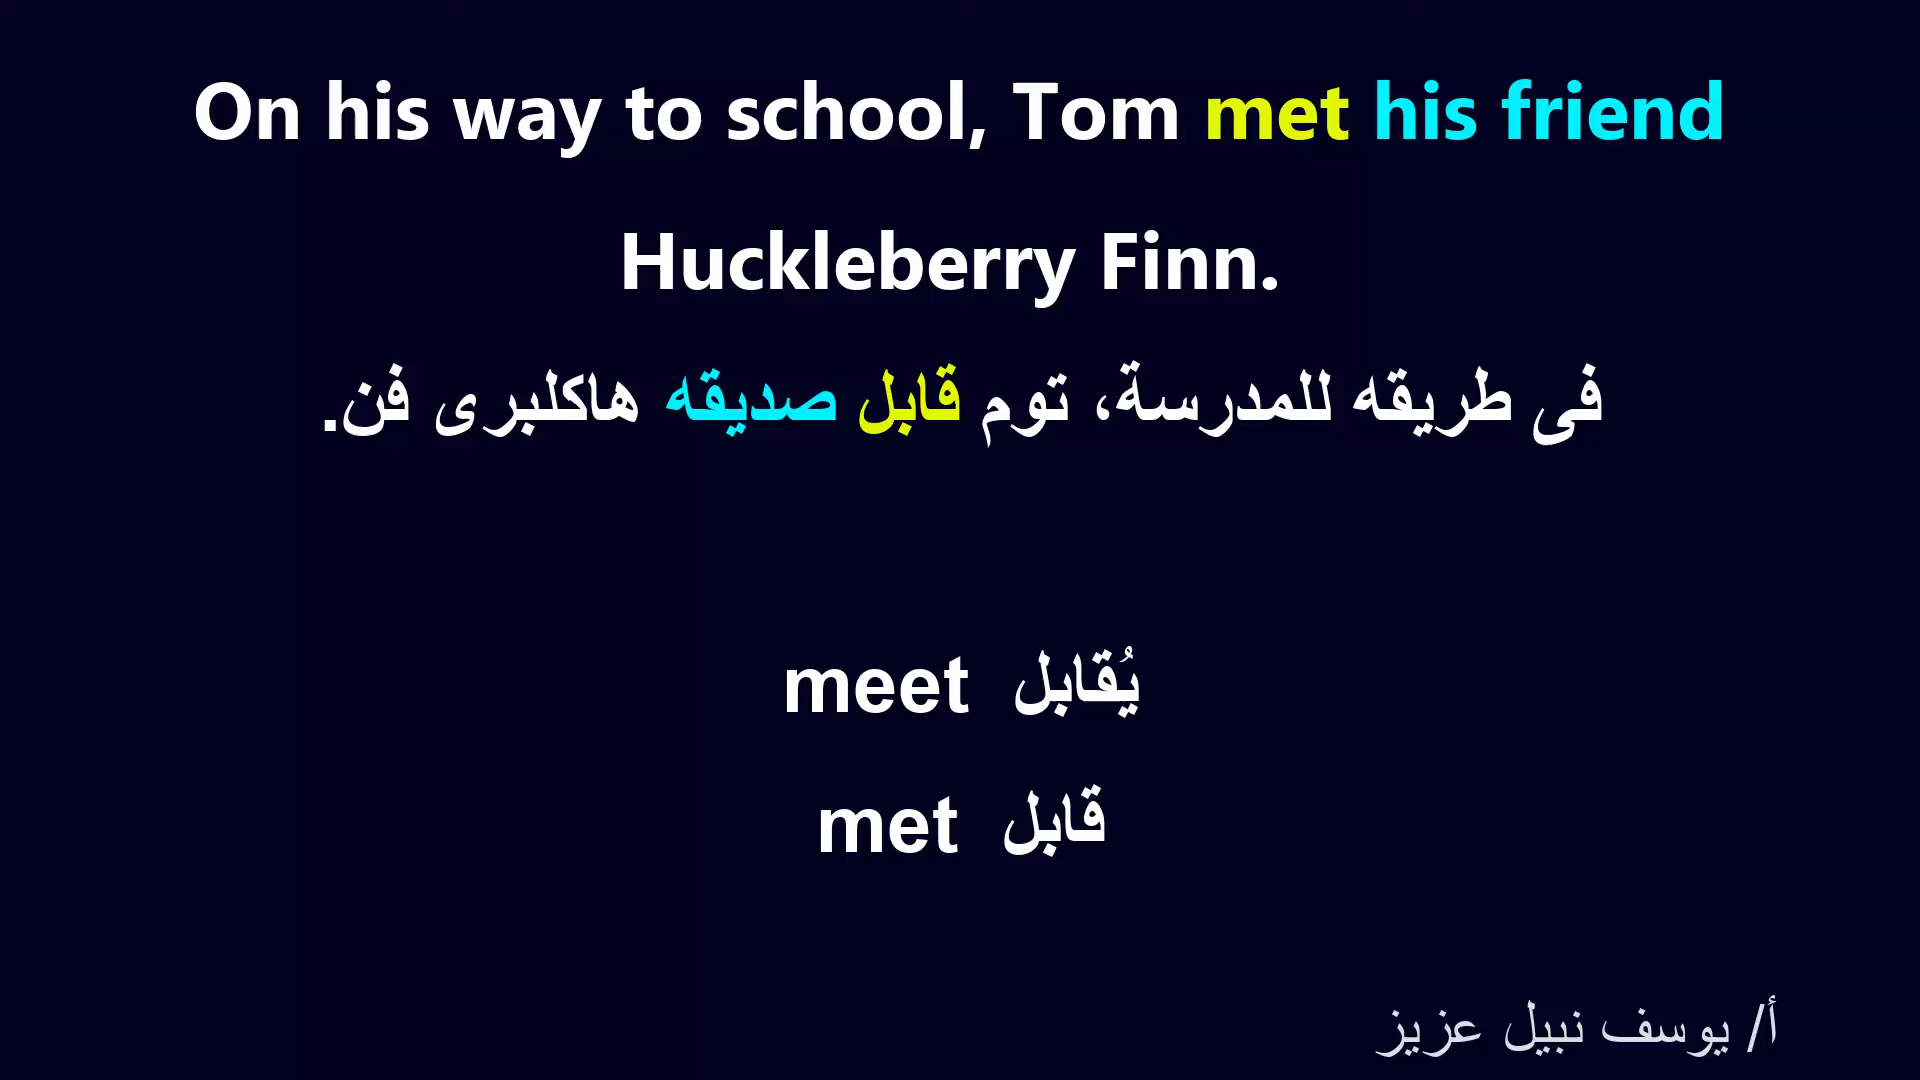 On his way to school, Tom met his friend
Huckleberry Finn.
فى طريقه للمدرسة، توم قابل صديقه هاكلبرى فن.
meet يُقابل
met قابل
أ/ يوسف نبيل عزيز